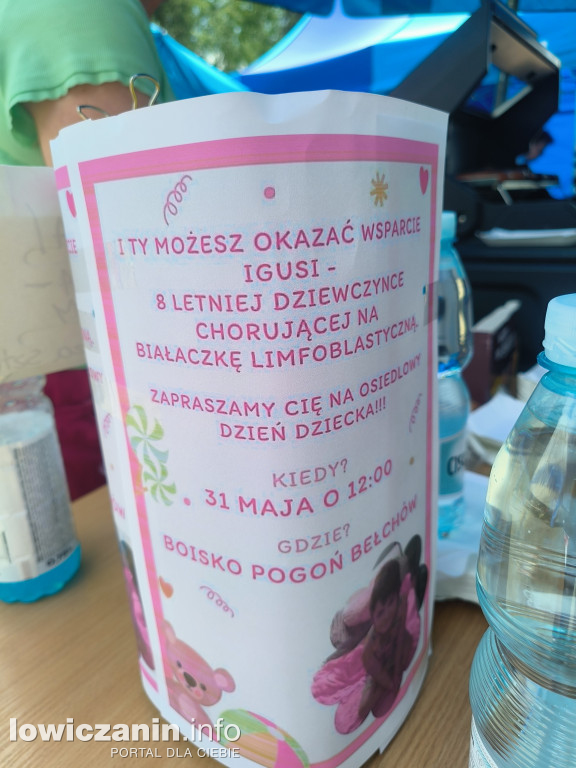 I TY MOŻESZ OKAZAĆ WSPARCIE
IGUSI -
8 LETNIEJ DZIEWCZYNCE
CHORUJĄCEJ NA
BIAŁACZKĘ LIMFOBLASTYCZNĄ.
ZAPRASZAMY CIĘ NA OSIEDLOWY
DZIEŃ DZIECKA!!!
KIEDY?
31 MAJA O 12:00
GDZIE?
BOISKO POGOŃ BEŁCHÓW
lowiczanin.info
PORTAL DLA CIEBIE